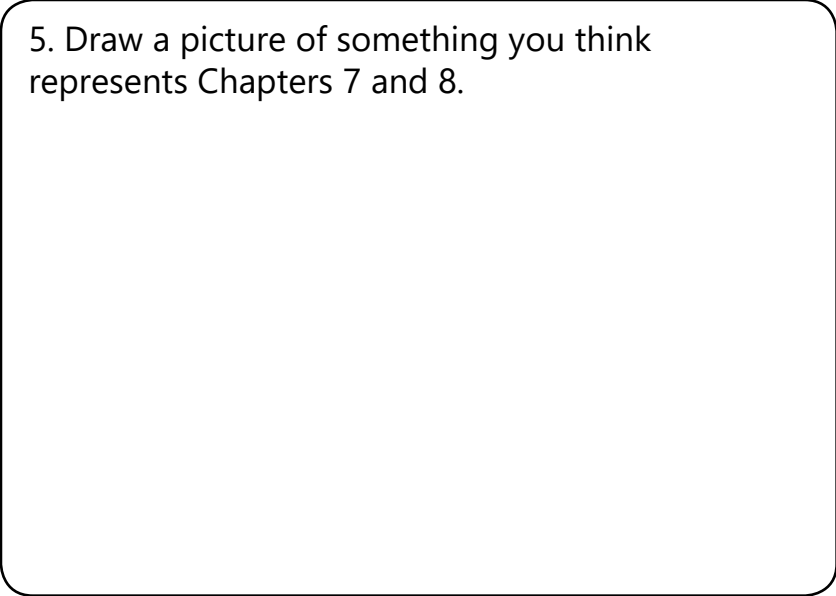 5. Draw a picture of something you think
represents Chapters 7 and 8.